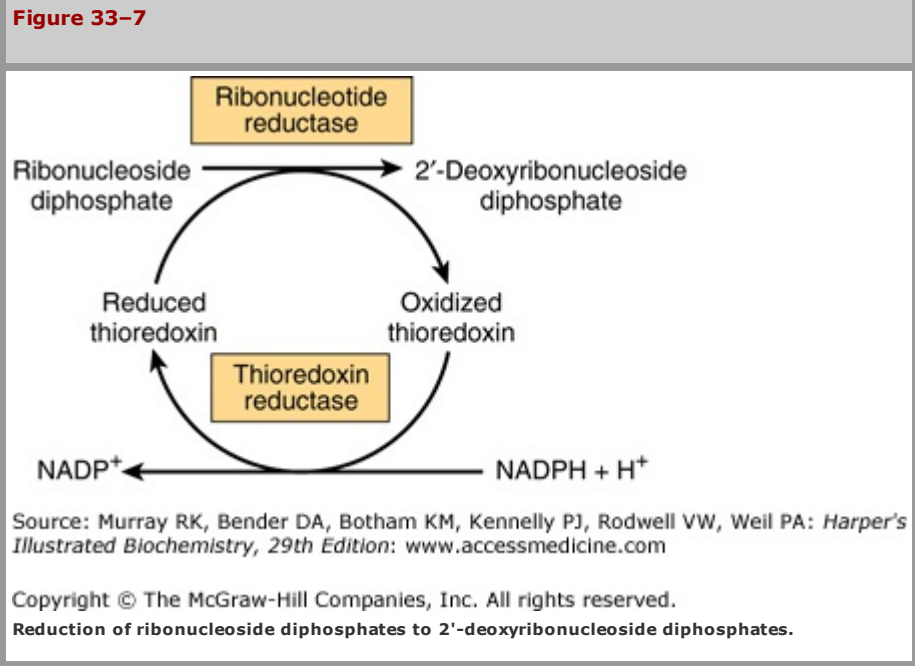 Figure 33–7
Ribonucleotide
reductase
Ribonucleoside
diphosphate
2′-Deoxyribonucleoside
diphosphate
Reduced
thioredoxin
Oxidized
thioredoxin
Thioredoxin
reductase
NADP⁺
NADPH + H⁺
Source: Murray RK, Bender DA, Botham KM, Kennelly PJ, Rodwell VW, Weil PA: Harper's
Illustrated Biochemistry, 29th Edition: www.accessmedicine.com
Copyright © The McGraw-Hill Companies, Inc. All rights reserved.
Reduction of ribonucleoside diphosphates to 2'-deoxyribonucleoside diphosphates.